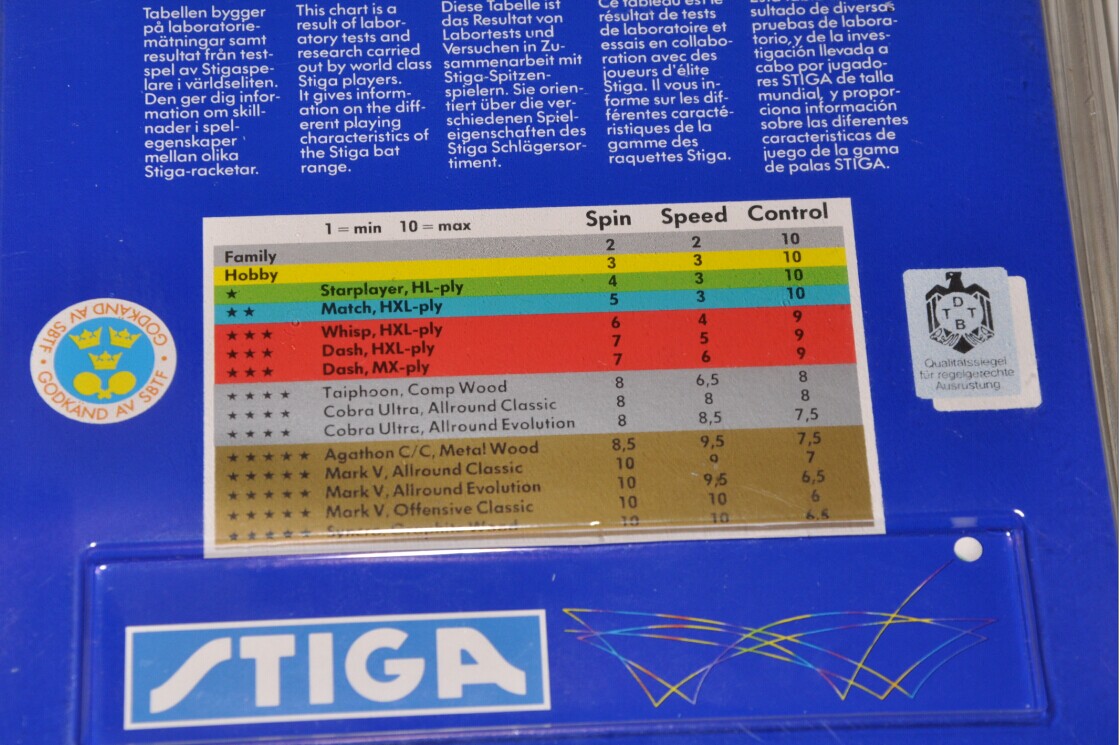 Tabellen bygger
på laboratorie-
mätningar samt
resultat från test-
spel av Stigaspe-
lare i världseliten.
Den ger dig infor-
mation om skill-
nader i spel-
egenskaper
mellan olika
Stiga-racketar.
This chart is a
result of labor-
atory tests and
research carried
out by world class
Stiga players.
It gives inform-
ation on the diff-
erent playing
characteristics of
the Stiga bat
range.
Diese Tabelle ist
das Resultat von
Labortests und
Versuchen in Zu-
sammenarbeit mit
Stiga-Spitzen-
spielern. Sie orien-
tiert über die ver-
schiedenen Spiel-
eigenschaften des
Stiga Schlägersor-
timent.
Ce tableau est le
résultat de tests
de laboratoire et
essais en collabo-
ration avec des
joueurs d'élite
Stiga. Il vous in-
forme sur les dif-
férentes caracté-
ristiques de la
gamme des
raquettes Stiga.
sultado de diversas
pruebas de labora-
torio,y de la inves-
tigación llevada a
cabo por jugado-
res STIGA de talla
mundial, y propor-
ciona información
sobre las diferentes
caracteristicas de
juego de la gama
de palas STIGA.
1 = min 10 = max Spin Speed Control
Family 2 2 10
Hobby 3 3 10
★ Starplayer, HL-ply 4 3 10
★★ Match, HXL-ply 5 3 10
★★★ Whisp, HXL-ply 6 4 9
★★★ Dash, HXL-ply 7 5 9
★★★ Dash, MX-ply 7 6 9
★★★★ Taiphoon, Comp Wood 8 6,5 8
★★★★ Cobra Ultra, Allround Classic 8 8 8
★★★★ Cobra Ultra, Allround Evolution 8 8,5 7,5
★★★★★ Agathon C/C, Metal Wood 8,5 9,5 7,5
★★★★★ Mark V, Allround Classic 10 9 7
★★★★★ Mark V, Allround Evolution 10 9,5 6,5
★★★★★ Mark V, Offensive Classic 10 10 6
★★★★★ Graphite Wood 10 10 6,5
GODKÄND AV SBTF • GODKÄND AV SBTF •
DTTB
Qualitätssiegel
für regelgerechte
Ausrüstung
STIGA